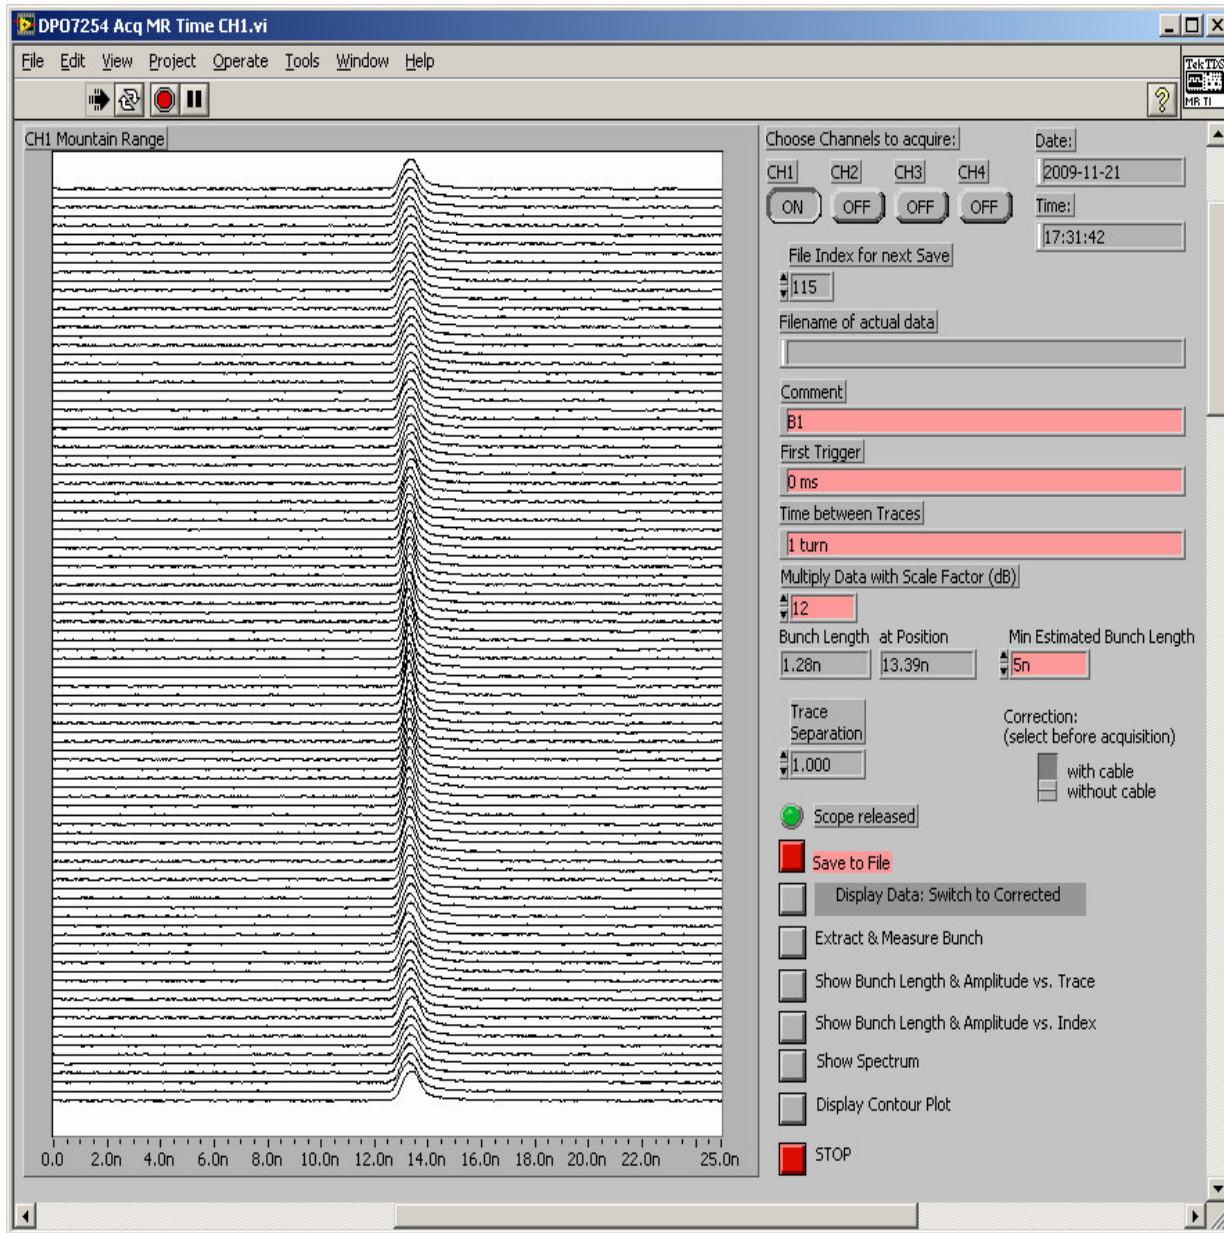 DPO7254 Acq MR Time CH1.vi
File Edit View Project Operate Tools Window Help
TekTDS
MR TI
CH1 Mountain Range
Choose Channels to acquire:
Date:
CH1 CH2 CH3 CH4
2009-11-21
ON OFF OFF OFF
Time:
17:31:42
File Index for next Save
115
Filename of actual data
Comment
B1
First Trigger
0 ms
Time between Traces
1 turn
Multiply Data with Scale Factor (dB)
12
Bunch Length at Position Min Estimated Bunch Length
1.28n 13.39n 5n
Trace
Separation
1.000
Correction:
(select before acquisition)
with cable
without cable
Scope released
Save to File
Display Data: Switch to Corrected
Extract & Measure Bunch
Show Bunch Length & Amplitude vs. Trace
Show Bunch Length & Amplitude vs. Index
Show Spectrum
Display Contour Plot
STOP
0.0 2.0n 4.0n 6.0n 8.0n 10.0n 12.0n 14.0n 16.0n 18.0n 20.0n 22.0n 25.0n